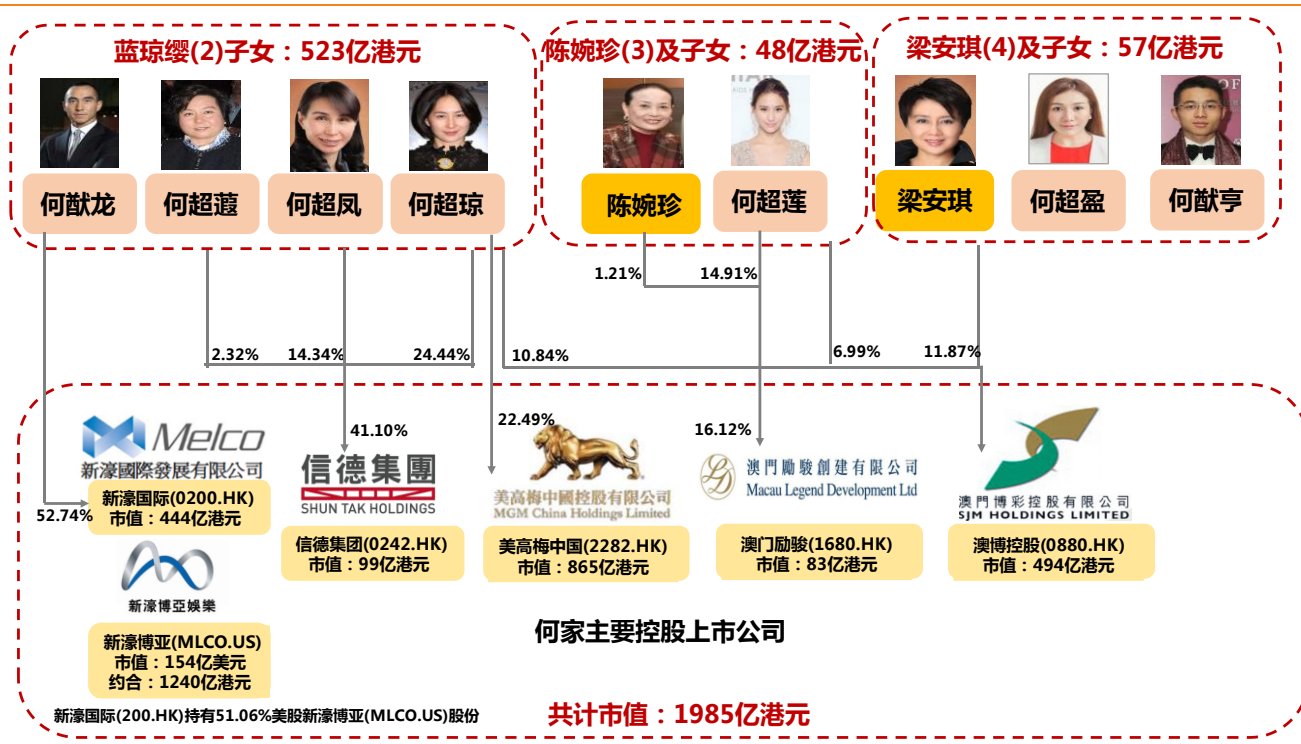 蓝琼缨(2)子女：523亿港元
陈婉珍(3)及子女：48亿港元
梁安琪(4)及子女：57亿港元
何猷龙
何超蕸
何超凤
何超琼
陈婉珍
何超莲
梁安琪
何超盈
何猷亨
1.21%
14.91%
2.32%
14.34%
24.44%
10.84%
6.99%
11.87%
52.74%
41.10%
22.49%
16.12%
Melco
新濠國際發展有限公司
新濠国际(0200.HK)
市值：444亿港元
信德集團
SHUN TAK HOLDINGS
信德集团(0242.HK)
市值：99亿港元
美高梅中國控股有限公司
MGM China Holdings Limited
美高梅中国(2282.HK)
市值：865亿港元
澳門勵駿創建有限公司
Macau Legend Development Ltd
澳门励骏(1680.HK)
市值：83亿港元
澳門博彩控股有限公司
SJM HOLDINGS LIMITED
澳博控股(0880.HK)
市值：494亿港元
新濠博亞娛樂
新濠博亚(MLCO.US)
市值：154亿美元
约合：1240亿港元
何家主要控股上市公司
新濠国际(200.HK)持有51.06%美股新濠博亚(MLCO.US)股份
共计市值：1985亿港元